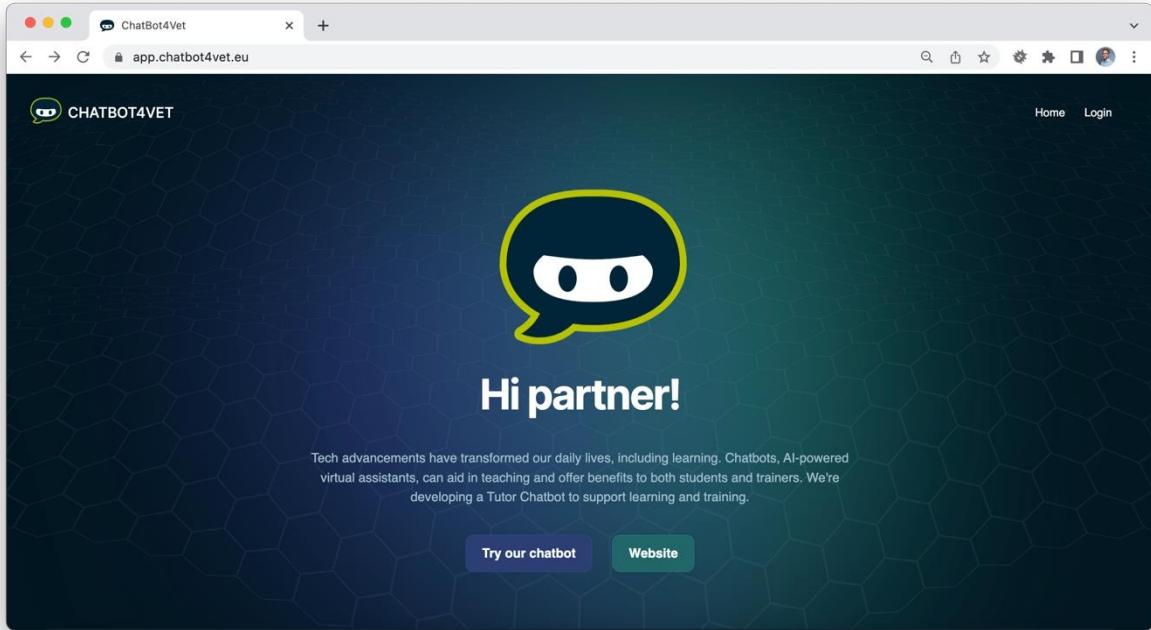 ChatBot4Vet
app.chatbot4vet.eu
CHATBOT4VET
Home Login
Hi partner!
Tech advancements have transformed our daily lives, including learning. Chatbots, AI-powered
virtual assistants, can aid in teaching and offer benefits to both students and trainers. We're
developing a Tutor Chatbot to support learning and training.
Try our chatbot Website